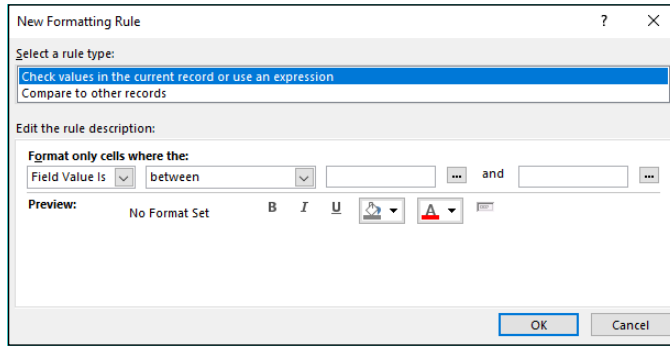 New Formatting Rule ? X
Select a rule type:
Check values in the current record or use an expression
Compare to other records
Edit the rule description:
Format only cells where the:
Field Value Is between ... and ...
Preview: No Format Set B I U A
OK Cancel